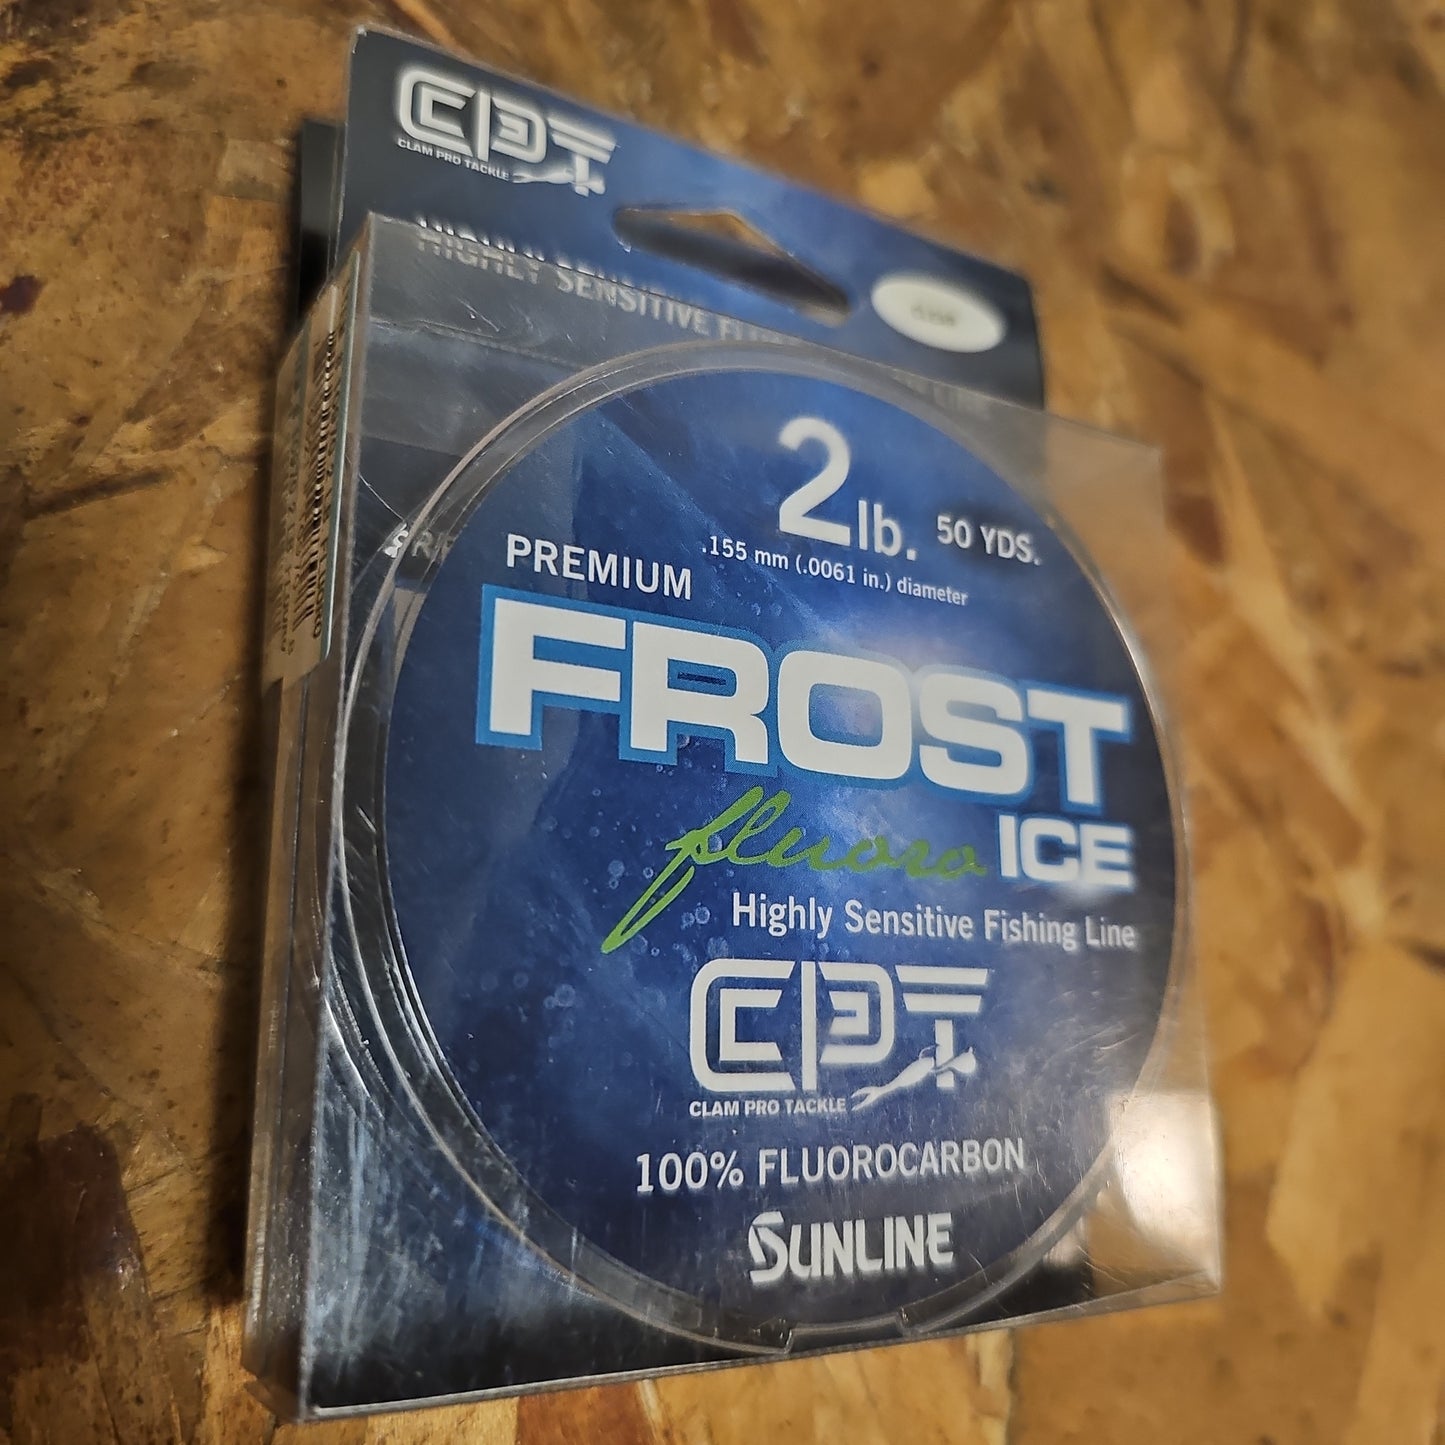 CPT
CLAM PRO TACKLE
HIGHLY SENSITIVE
2lb. 50 YDS.
.155 mm (.0061 in.) diameter
PREMIUM
FROST
fluoro ICE
Highly Sensitive Fishing Line
CPT
CLAM PRO TACKLE
100% FLUOROCARBON
SUNLINE